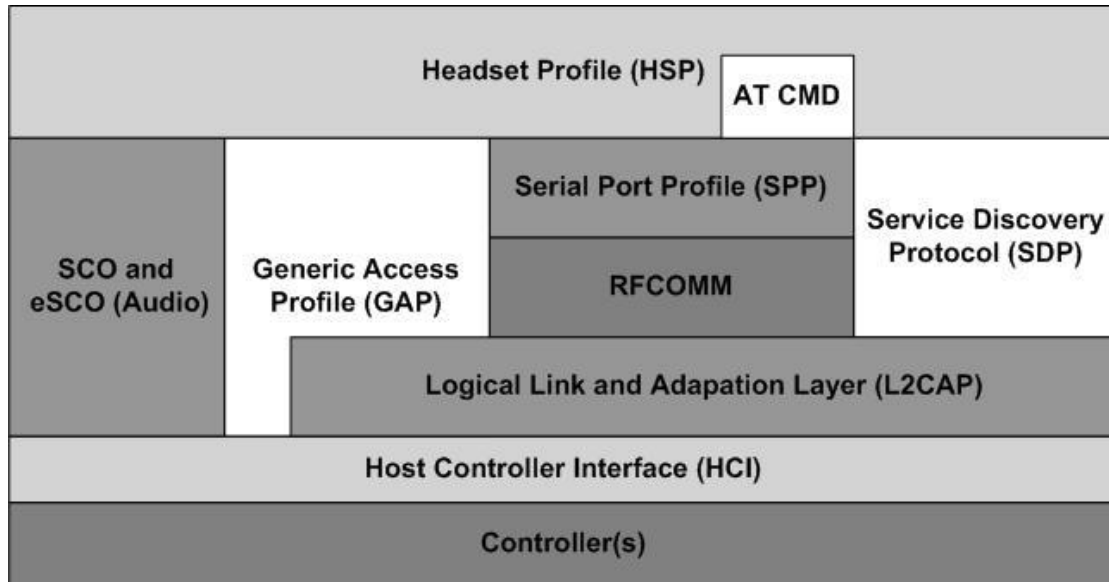 Headset Profile (HSP)
AT CMD
Serial Port Profile (SPP)
Service Discovery
Protocol (SDP)
SCO and
eSCO (Audio)
Generic Access
Profile (GAP)
RFCOMM
Logical Link and Adapation Layer (L2CAP)
Host Controller Interface (HCI)
Controller(s)